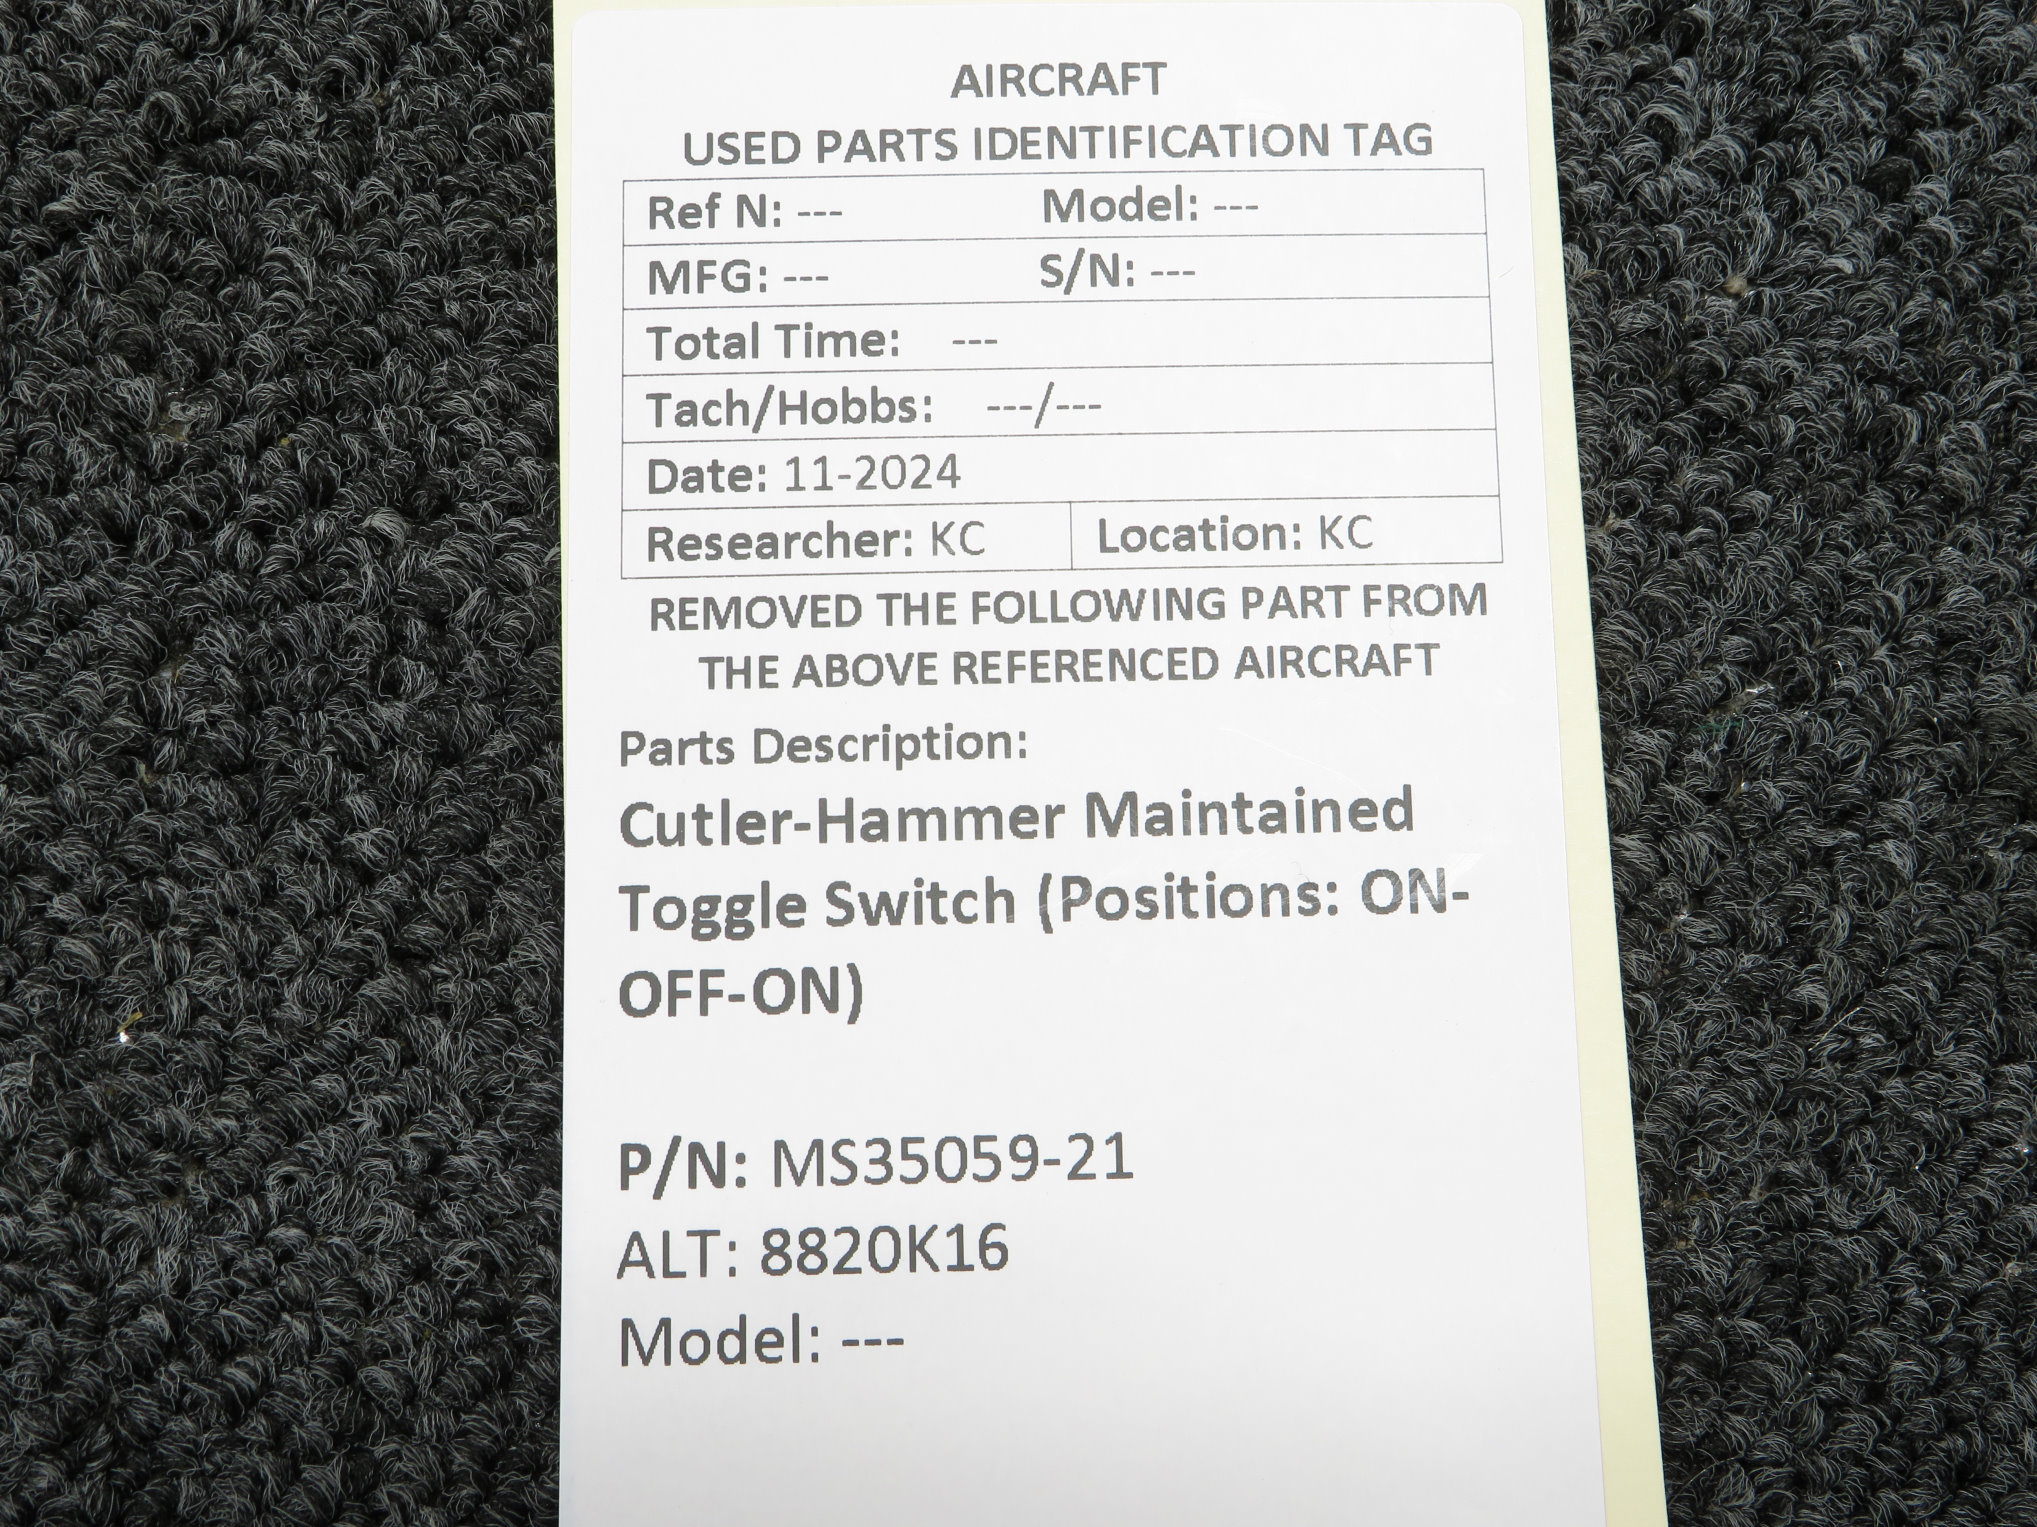 AIRCRAFT
USED PARTS IDENTIFICATION TAG
Ref N: --- Model: ---
MFG: --- S/N: ---
Total Time: ---
Tach/Hobbs: ---/---
Date: 11-2024
Researcher: KC Location: KC
REMOVED THE FOLLOWING PART FROM
THE ABOVE REFERENCED AIRCRAFT
Parts Description:
Cutler-Hammer Maintained
Toggle Switch (Positions: ON-
OFF-ON)
P/N: MS35059-21
ALT: 8820K16
Model: ---